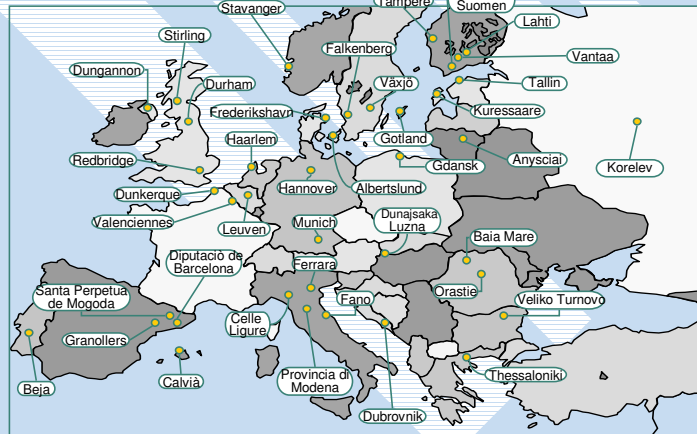 Stavanger
Tampere
Suomen
Lahti
Stirling
Falkenberg
Vantaa
Dungannon
Durham
Växjö
Tallin
Frederikshavn
Kuressaare
Haarlem
Gotland
Redbridge
Gdansk
Anysciai
Korelev
Dunkerque
Hannover
Albertslund
Valenciennes
Leuven
Munich
Dunajsaka
Luzna
Baia Mare
Diputaciò de
Barcelona
Ferrara
Santa Perpetua
de Mogoda
Fano
Orastie
Veliko Turnovo
Celle
Ligure
Granollers
Provincia di
Modena
Thessaloniki
Beja
Calvià
Dubrovnik